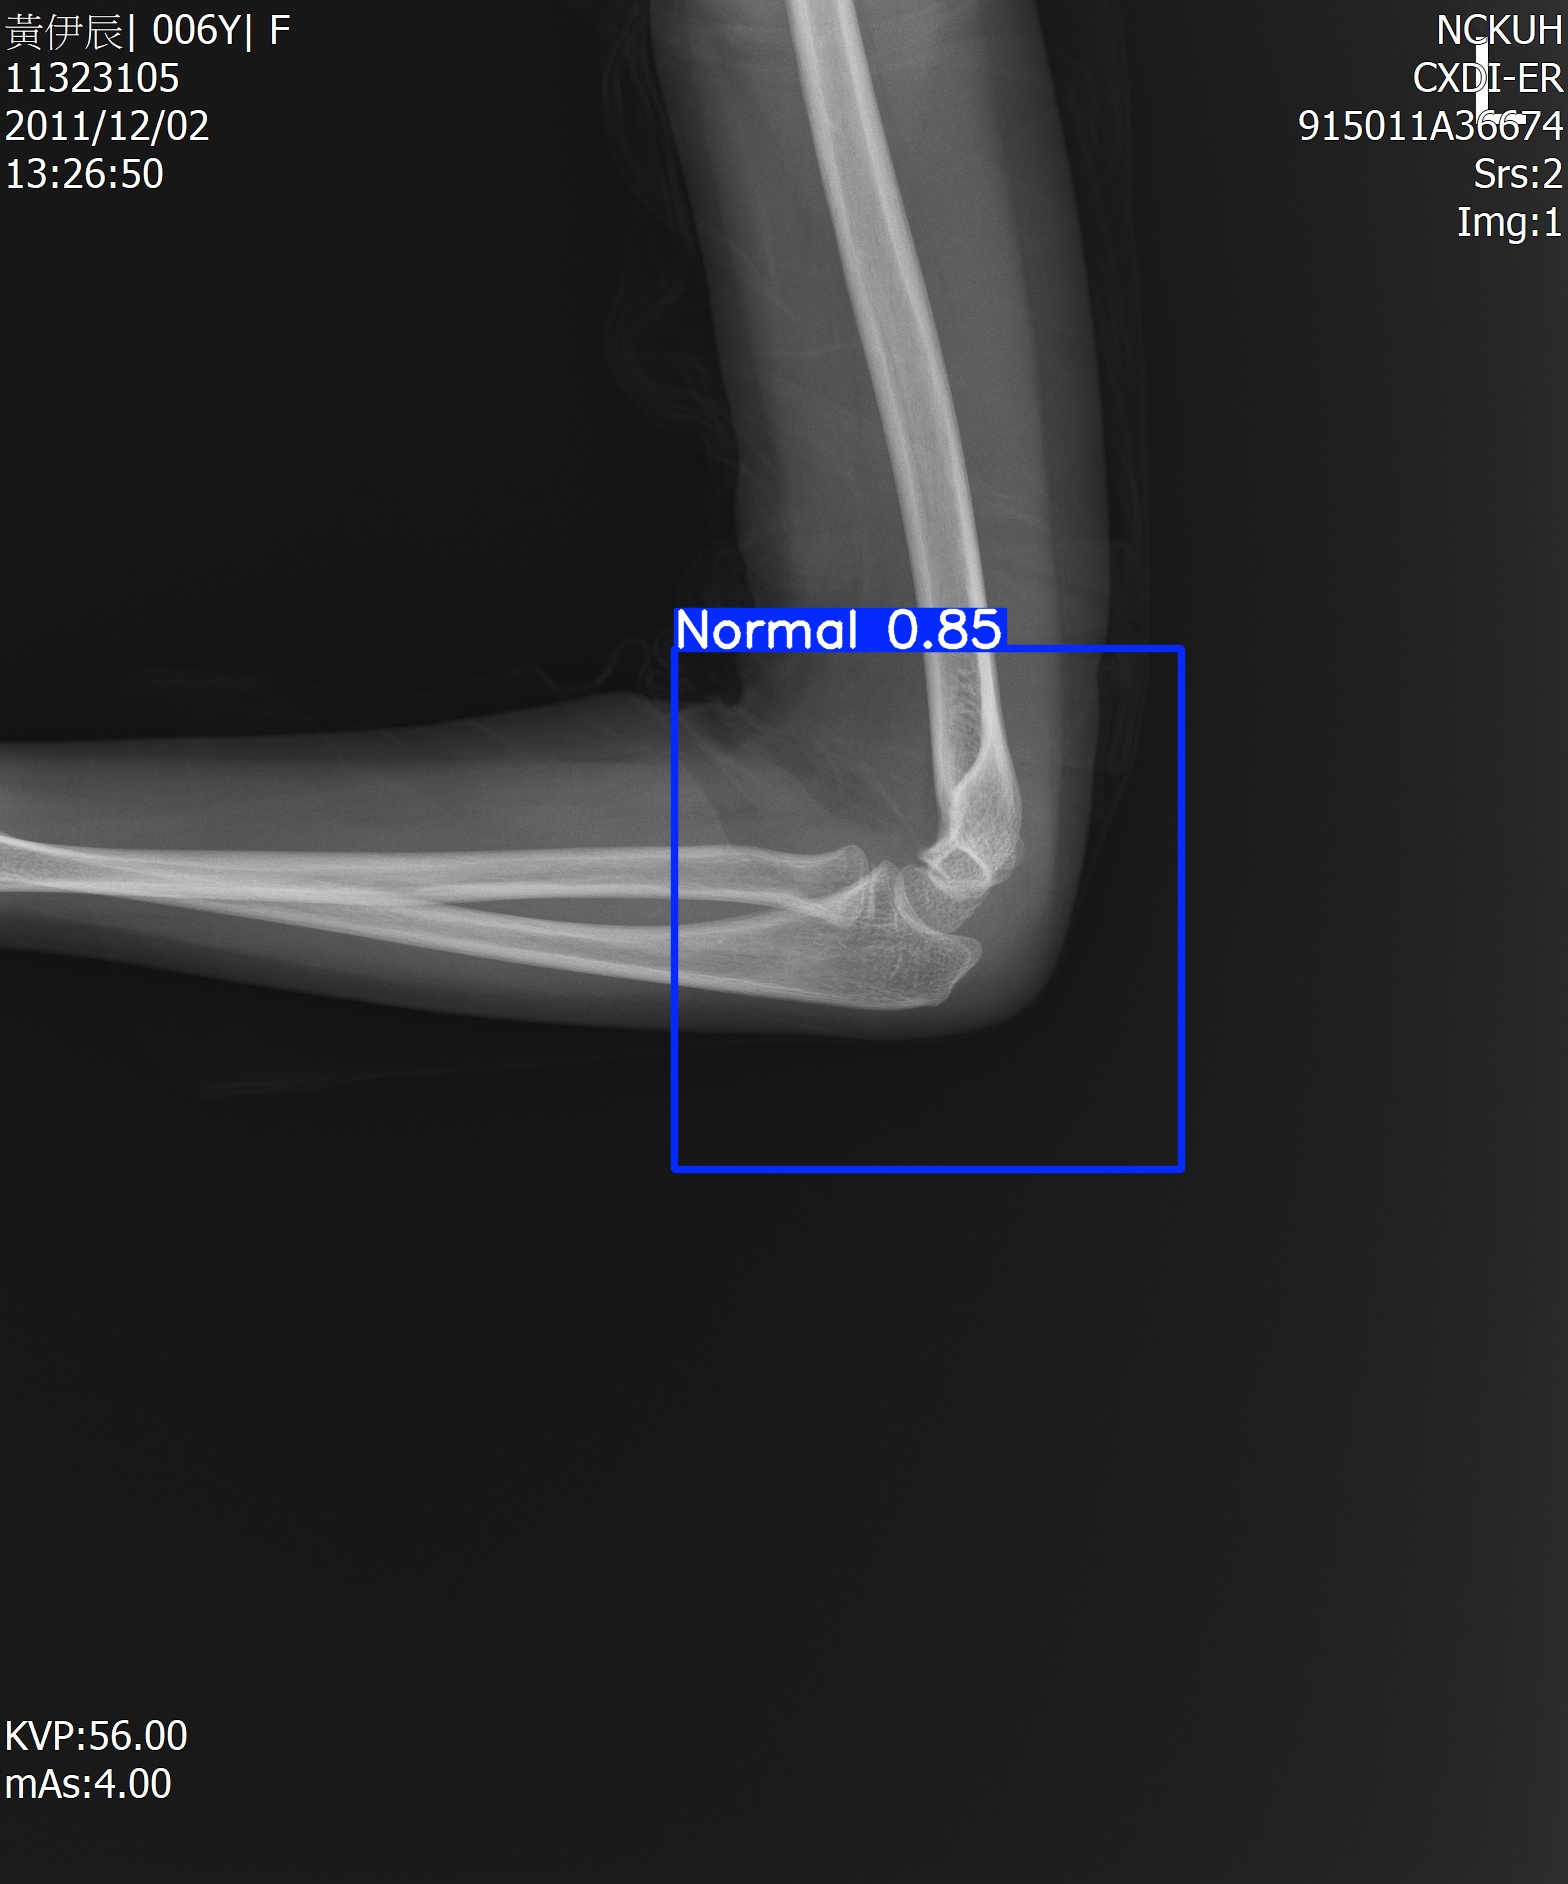 黃伊辰| 006Y| F
11323105
2011/12/02
13:26:50
NCKUH
CXDI-ER
915011A36674
Srs:2
Img:1
L
Normal 0.85
KVP:56.00
mAs:4.00